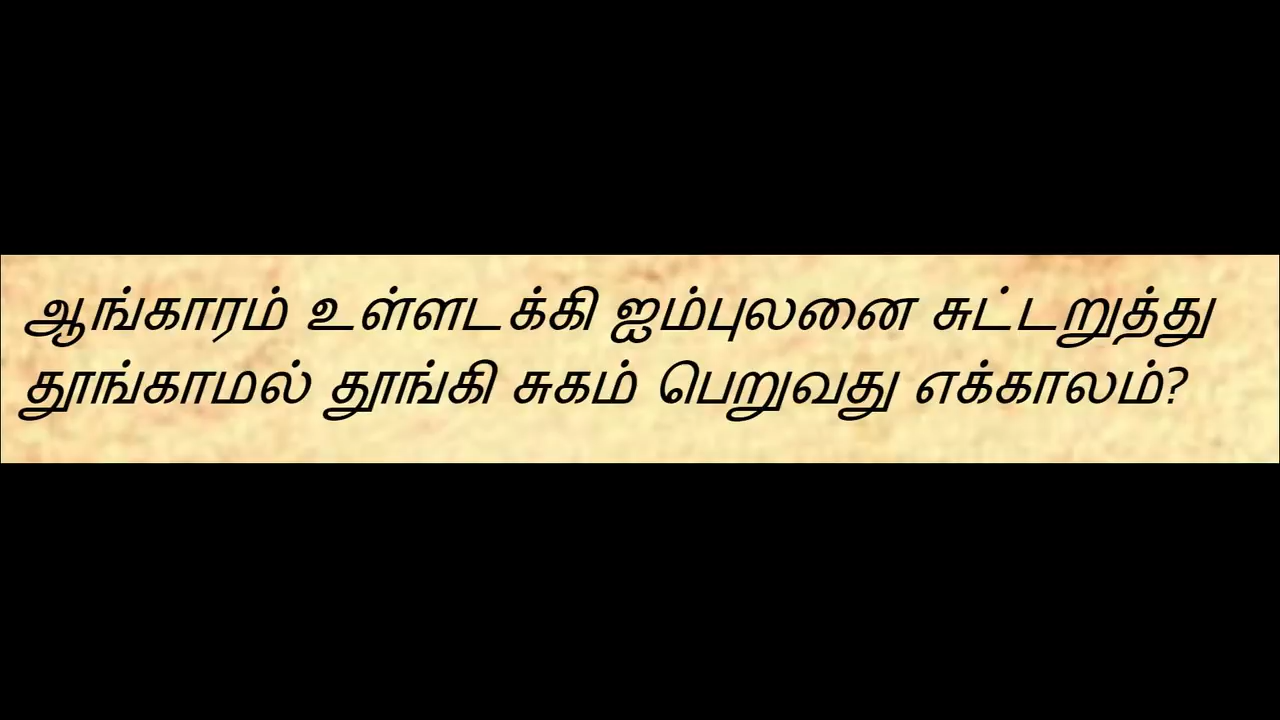 ஆங்காரம் உள்ளடக்கி ஐம்புலனை சுட்டறுத்து
தூங்காமல் தூங்கி சுகம் பெறுவது எக்காலம்?